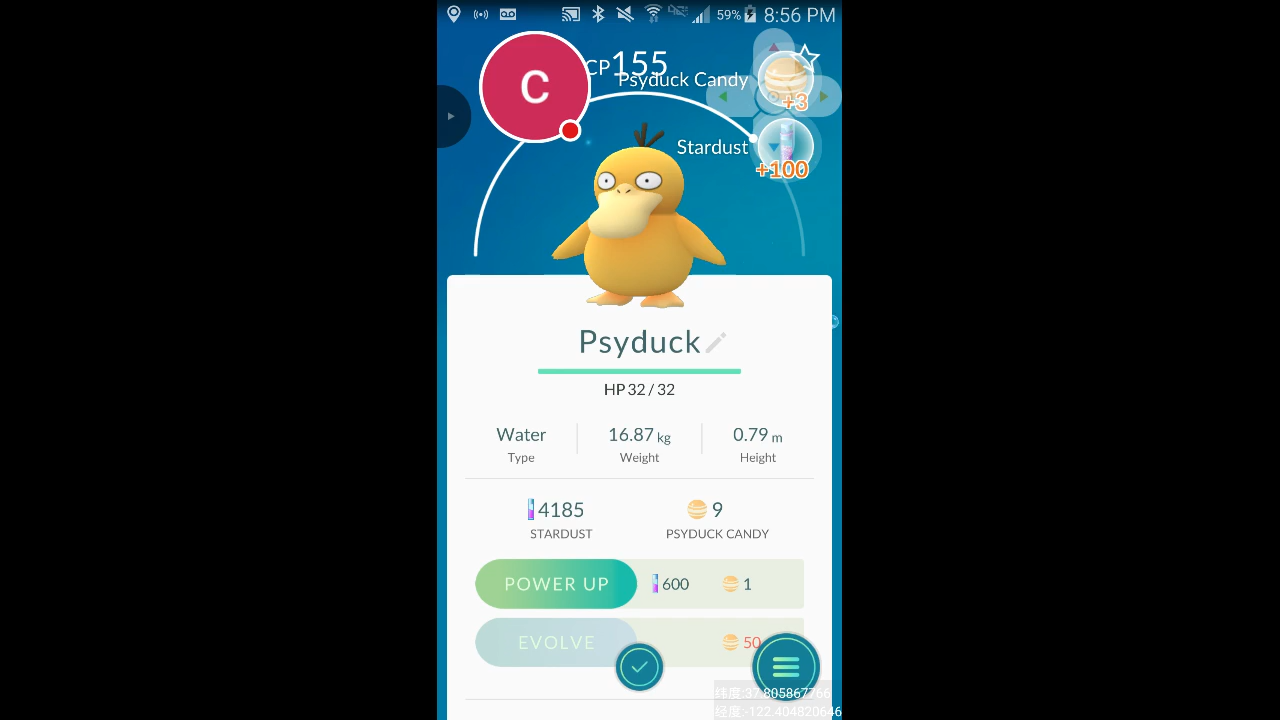 59% 8:56 PM
C
CP155
Psyduck Candy
+3
Stardust
+100
Psyduck
HP 32 / 32
Water 16.87 kg 0.79 m
Type Weight Height
4185 9
STARDUST PSYDUCK CANDY
POWER UP 600 1
EVOLVE 50
纬度:37.805867766
经度:-122.404820646